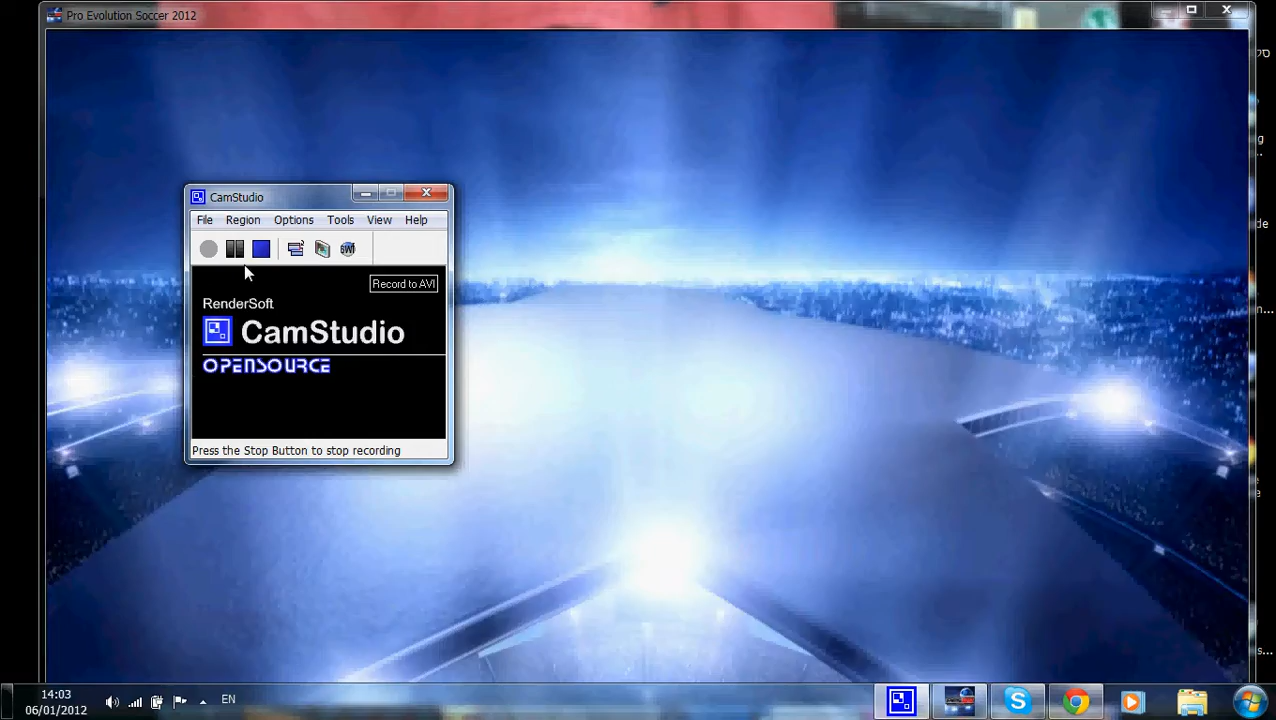 Pro Evolution Soccer 2012
CamStudio
File Region Options Tools View Help
SWF
Record to AVI
RenderSoft
CamStudio
OPENSOURCE
Press the Stop Button to stop recording
14:03
06/01/2012
EN